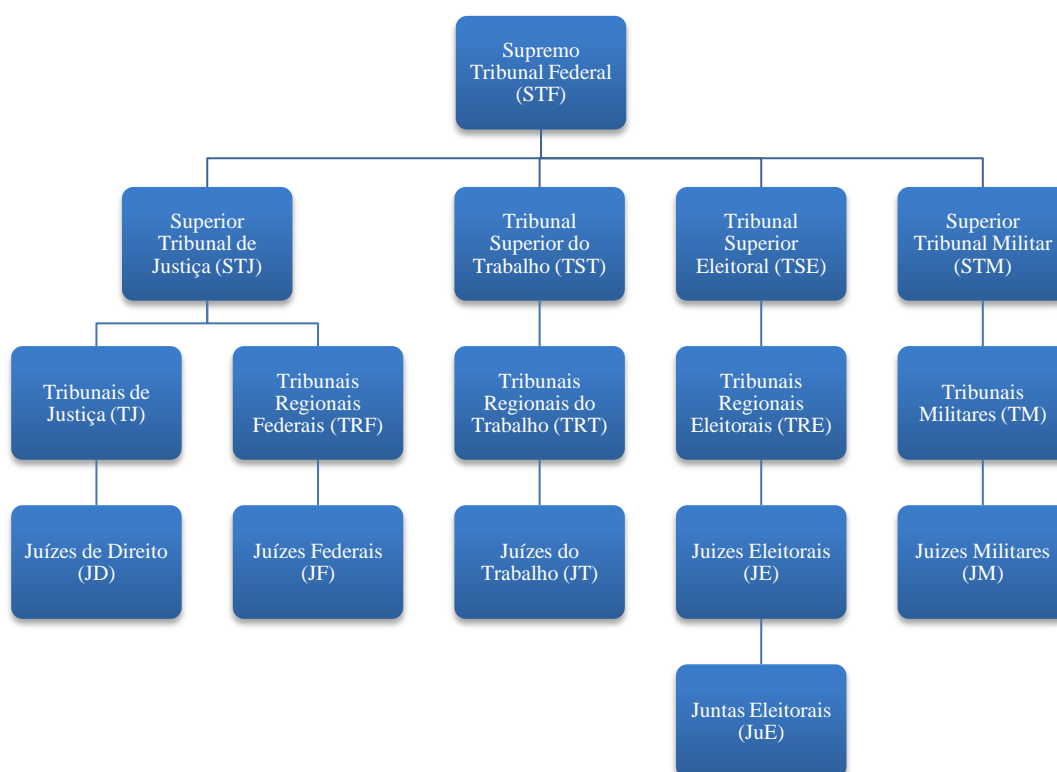 Supremo
Tribunal Federal
(STF)
Superior
Tribunal de
Justiça (STJ)
Tribunal
Superior do
Trabalho (TST)
Tribunal
Superior
Eleitoral (TSE)
Superior
Tribunal Militar
(STM)
Tribunais de
Justiça (TJ)
Tribunais
Regionais
Federais (TRF)
Tribunais
Regionais do
Trabalho (TRT)
Tribunais
Regionais
Eleitorais (TRE)
Tribunais
Militares (TM)
Juízes de Direito
(JD)
Juízes Federais
(JF)
Juízes do
Trabalho (JT)
Juizes Eleitorais
(JE)
Juizes Militares
(JM)
Juntas Eleitorais
(JuE)